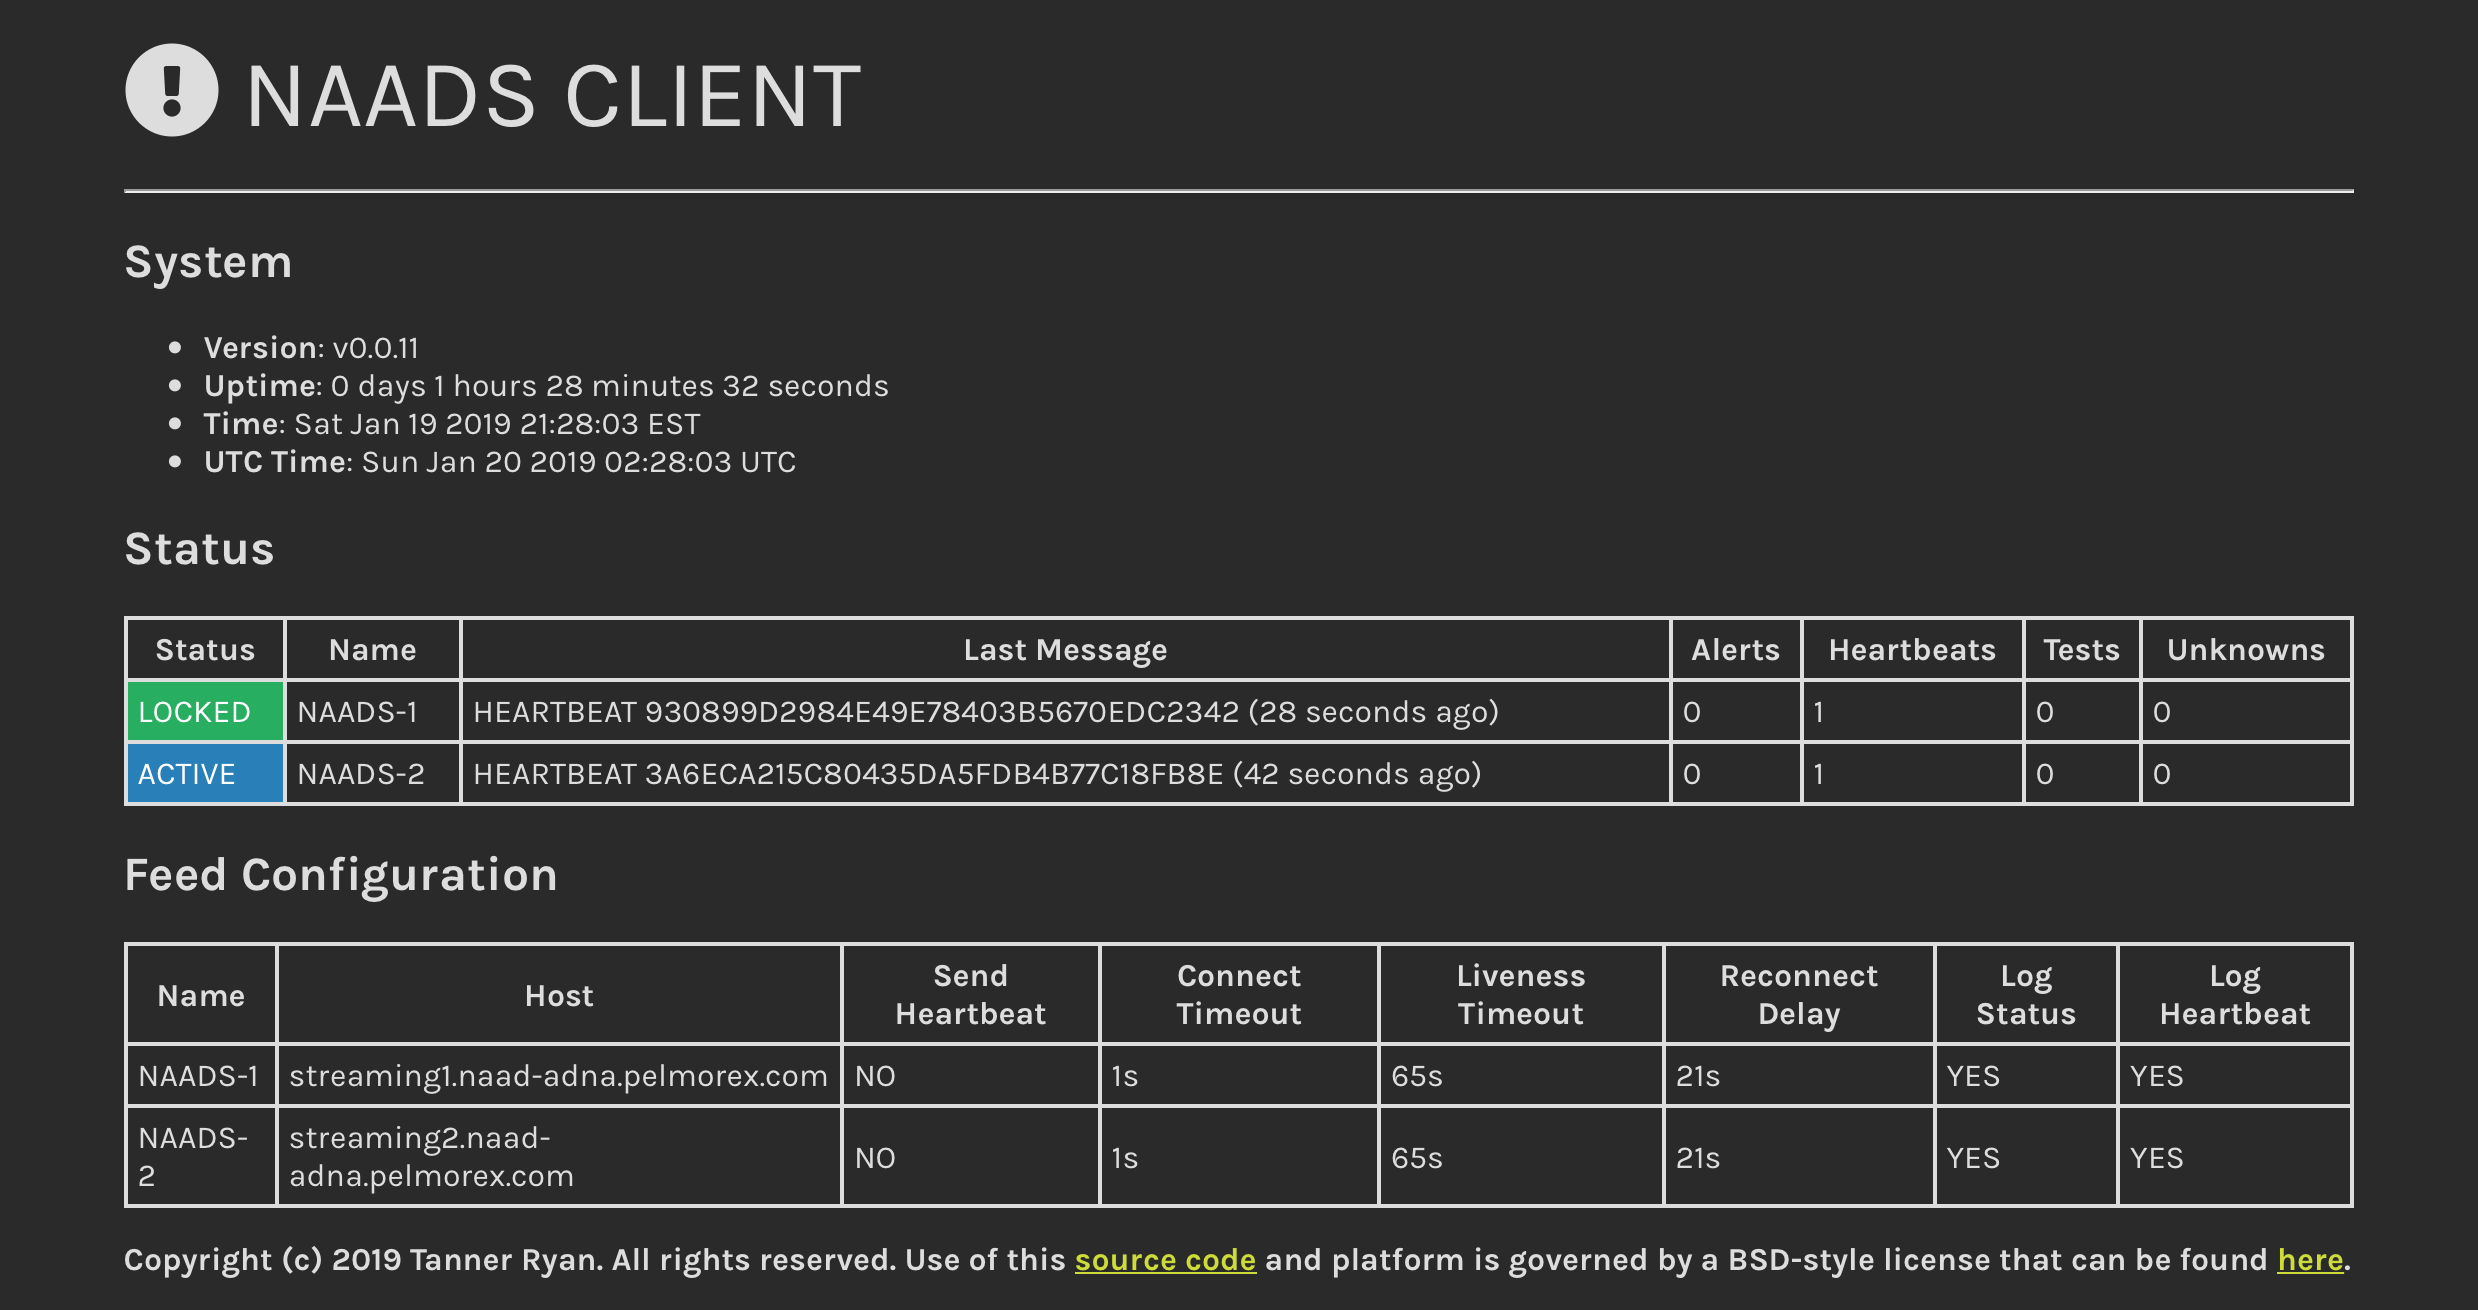 NAADS CLIENT
System
Version: v0.0.11
Uptime: 0 days 1 hours 28 minutes 32 seconds
Time: Sat Jan 19 2019 21:28:03 EST
UTC Time: Sun Jan 20 2019 02:28:03 UTC
Status
Status Name Last Message Alerts Heartbeats Tests Unknowns
LOCKED NAADS-1 HEARTBEAT 930899D2984E49E78403B5670EDC2342 (28 seconds ago) 0 1 0 0
ACTIVE NAADS-2 HEARTBEAT 3A6ECA215C80435DA5FDB4B77C18FB8E (42 seconds ago) 0 1 0 0
Feed Configuration
Name Host Send Heartbeat Connect Timeout Liveness Timeout Reconnect Delay Log Status Log Heartbeat
NAADS-1 streaming1.naad-adna.pelmorex.com NO 1s 65s 21s YES YES
NAADS-2 streaming2.naad-adna.pelmorex.com NO 1s 65s 21s YES YES
Copyright (c) 2019 Tanner Ryan. All rights reserved. Use of this source code and platform is governed by a BSD-style license that can be found here.